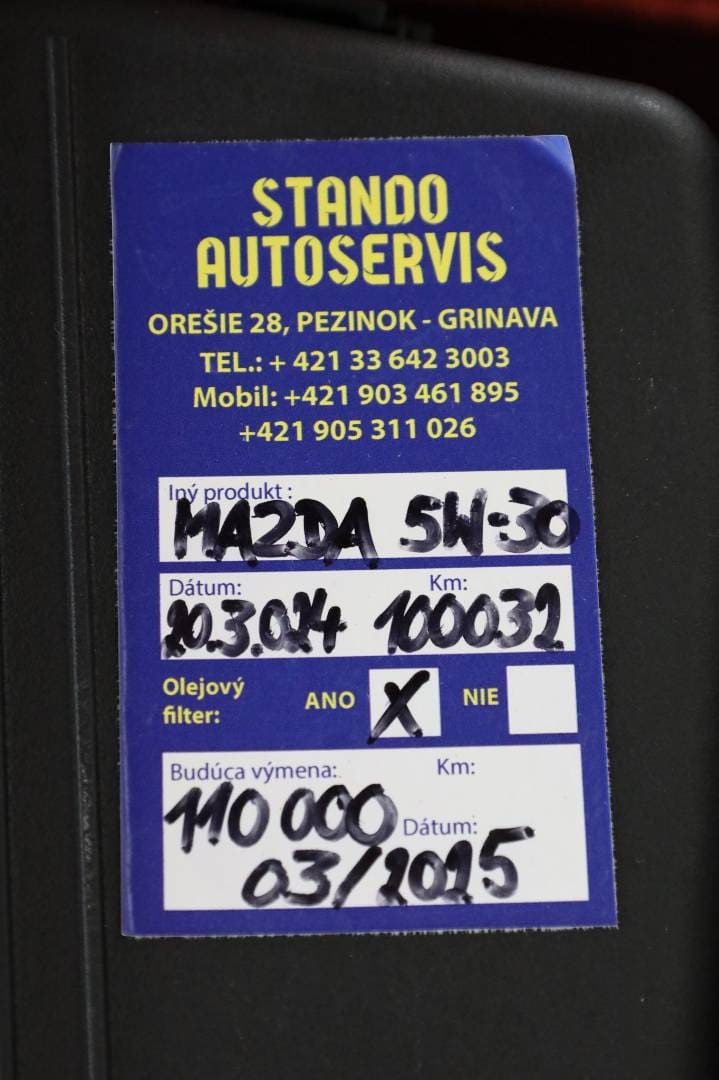 STANDO
AUTOSERVIS
OREŠIE 28, PEZINOK - GRINAVA
TEL.: + 421 33 642 3003
Mobil: +421 903 461 895
+421 905 311 026
Iný produkt :
MAZDA 5W-30
Dátum: Km:
20.3.024 100032
Olejový
filter: ANO X NIE
Budúca výmena: Km:
110 000
Dátum:
03/2025